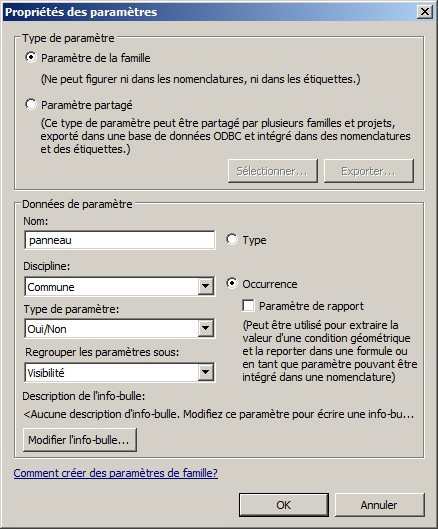 Propriétés des paramètres
Type de paramètre
Paramètre de la famille
(Ne peut figurer ni dans les nomenclatures, ni dans les étiquettes.)
Paramètre partagé
(Ce type de paramètre peut être partagé par plusieurs familles et projets,
exporté dans une base de données ODBC et intégré dans des nomenclatures
et des étiquettes.)
Sélectionner...
Exporter...
Données de paramètre
Nom:
panneau
Type
Discipline:
Commune
Occurrence
Paramètre de rapport
Type de paramètre:
Oui/Non
(Peut être utilisé pour extraire la
valeur d'une condition géométrique
et la reporter dans une formule ou
en tant que paramètre pouvant être
intégré dans une nomenclature)
Regrouper les paramètres sous:
Visibilité
Description de l'info-bulle:
<Aucune description d'info-bulle. Modifiez ce paramètre pour écrire une info-bu...
Modifier l'info-bulle...
Comment créer des paramètres de famille?
OK
Annuler